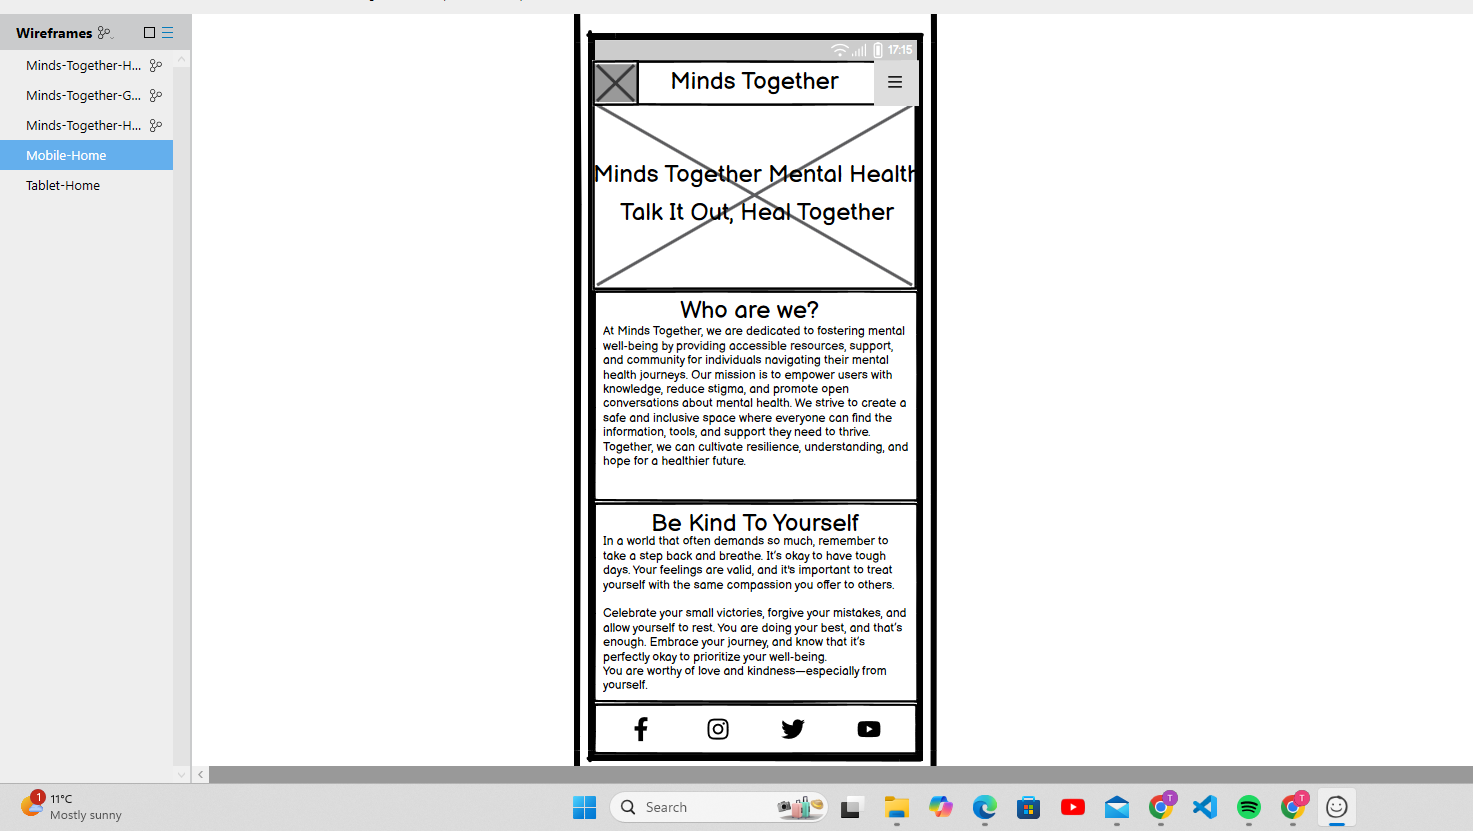 Wireframes
Minds-Together-H...
Minds-Together-G...
Minds-Together-H...
Mobile-Home
Tablet-Home
17:15
Minds Together
Minds Together Mental Health
Talk It Out, Heal Together
Who are we?
At Minds Together, we are dedicated to fostering mental
well-being by providing accessible resources, support,
and community for individuals navigating their mental
health journeys. Our mission is to empower users with
knowledge, reduce stigma, and promote open
conversations about mental health. We strive to create a
safe and inclusive space where everyone can find the
information, tools, and support they need to thrive.
Together, we can cultivate resilience, understanding, and
hope for a healthier future.
Be Kind To Yourself
In a world that often demands so much, remember to
take a step back and breathe. It's okay to have tough
days. Your feelings are valid, and it's important to treat
yourself with the same compassion you offer to others.
Celebrate your small victories, forgive your mistakes, and
allow yourself to rest. You are doing your best, and that's
enough. Embrace your journey, and know that it's
perfectly okay to prioritize your well-being.
You are worthy of love and kindness—especially from
yourself.
1
11°C
Mostly sunny
Search
T
T